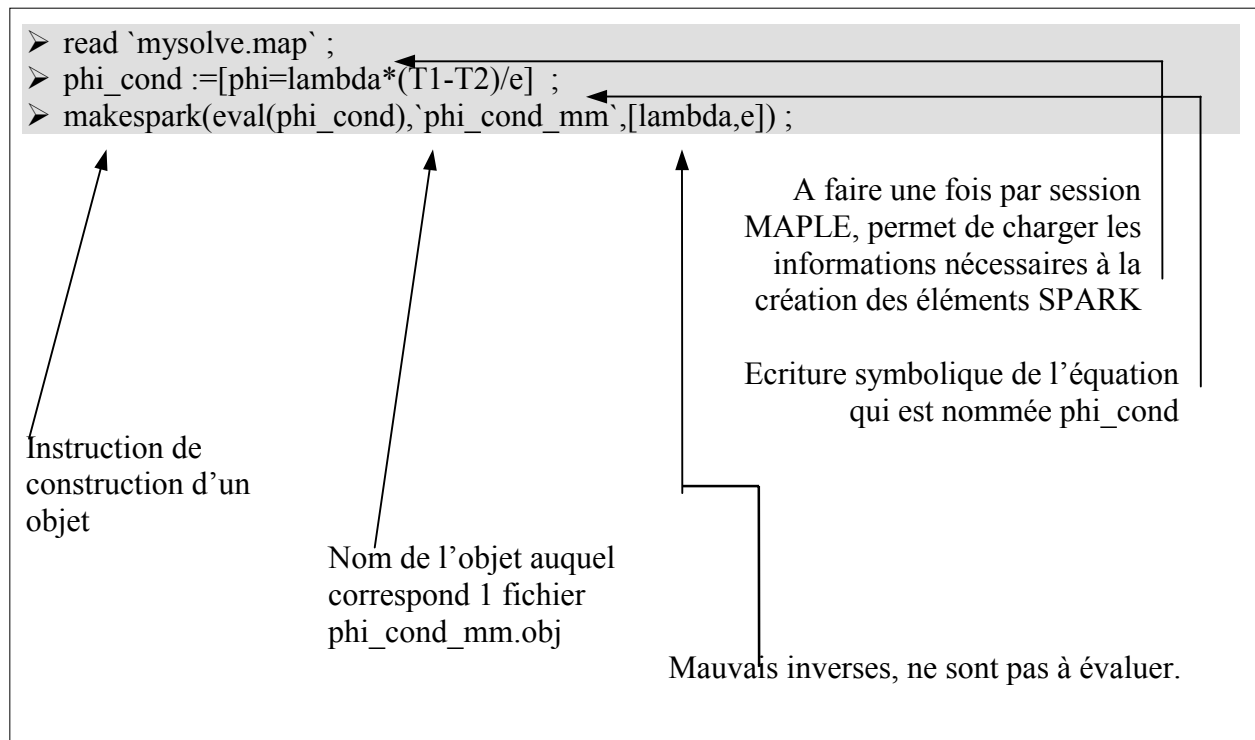 ➢ read `mysolve.map` ;
➢ phi_cond :=[phi=lambda*(T1-T2)/e] ;
➢ makespark(eval(phi_cond),`phi_cond_mm`,[lambda,e]) ;
A faire une fois par session
MAPLE, permet de charger les
informations nécessaires à la
création des éléments SPARK
Ecriture symbolique de l’équation
qui est nommée phi_cond
Instruction de
construction d’un
objet
Nom de l’objet auquel
correspond 1 fichier
phi_cond_mm.obj
Mauvais inverses, ne sont pas à évaluer.